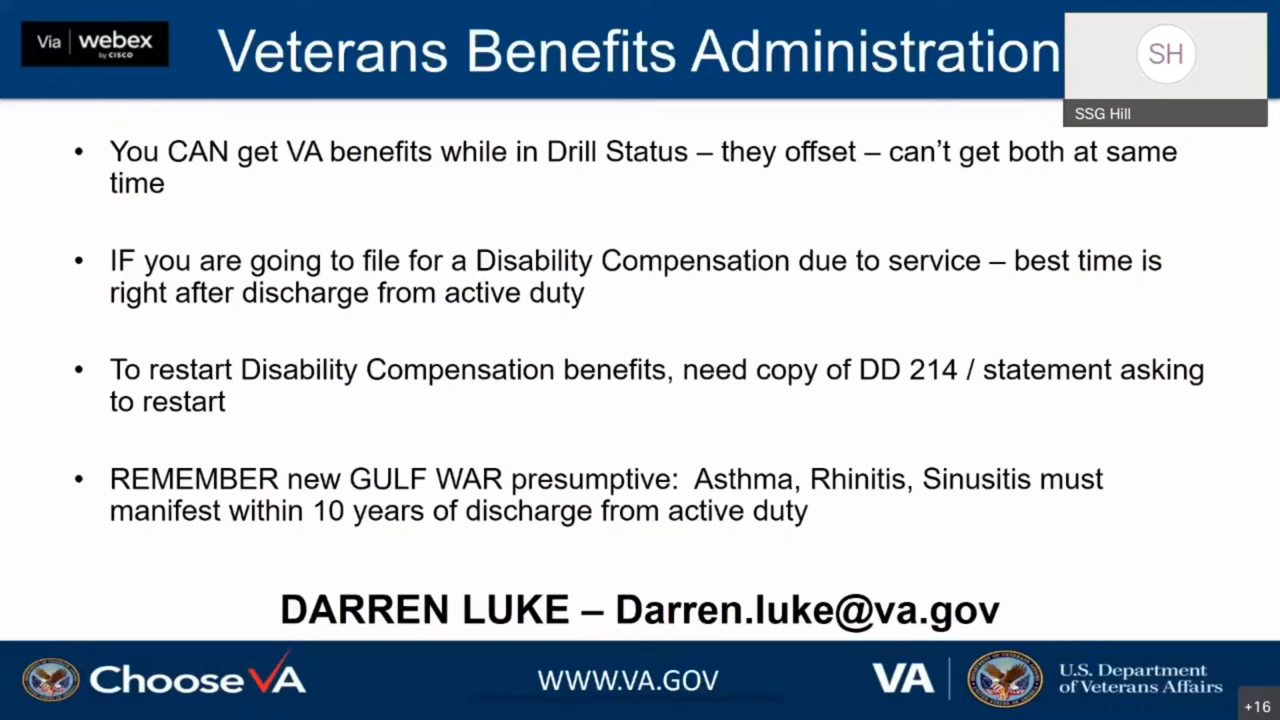 Via webex
by CISCO
Veterans Benefits Administration
SH
SSG Hill
• You CAN get VA benefits while in Drill Status – they offset – can’t get both at same
time
• IF you are going to file for a Disability Compensation due to service – best time is
right after discharge from active duty
• To restart Disability Compensation benefits, need copy of DD 214 / statement asking
to restart
• REMEMBER new GULF WAR presumptive:  Asthma, Rhinitis, Sinusitis must
manifest within 10 years of discharge from active duty
DARREN LUKE – Darren.luke@va.gov
Choose VA
WWW.VA.GOV
VA
U.S. Department
of Veterans Affairs
+16